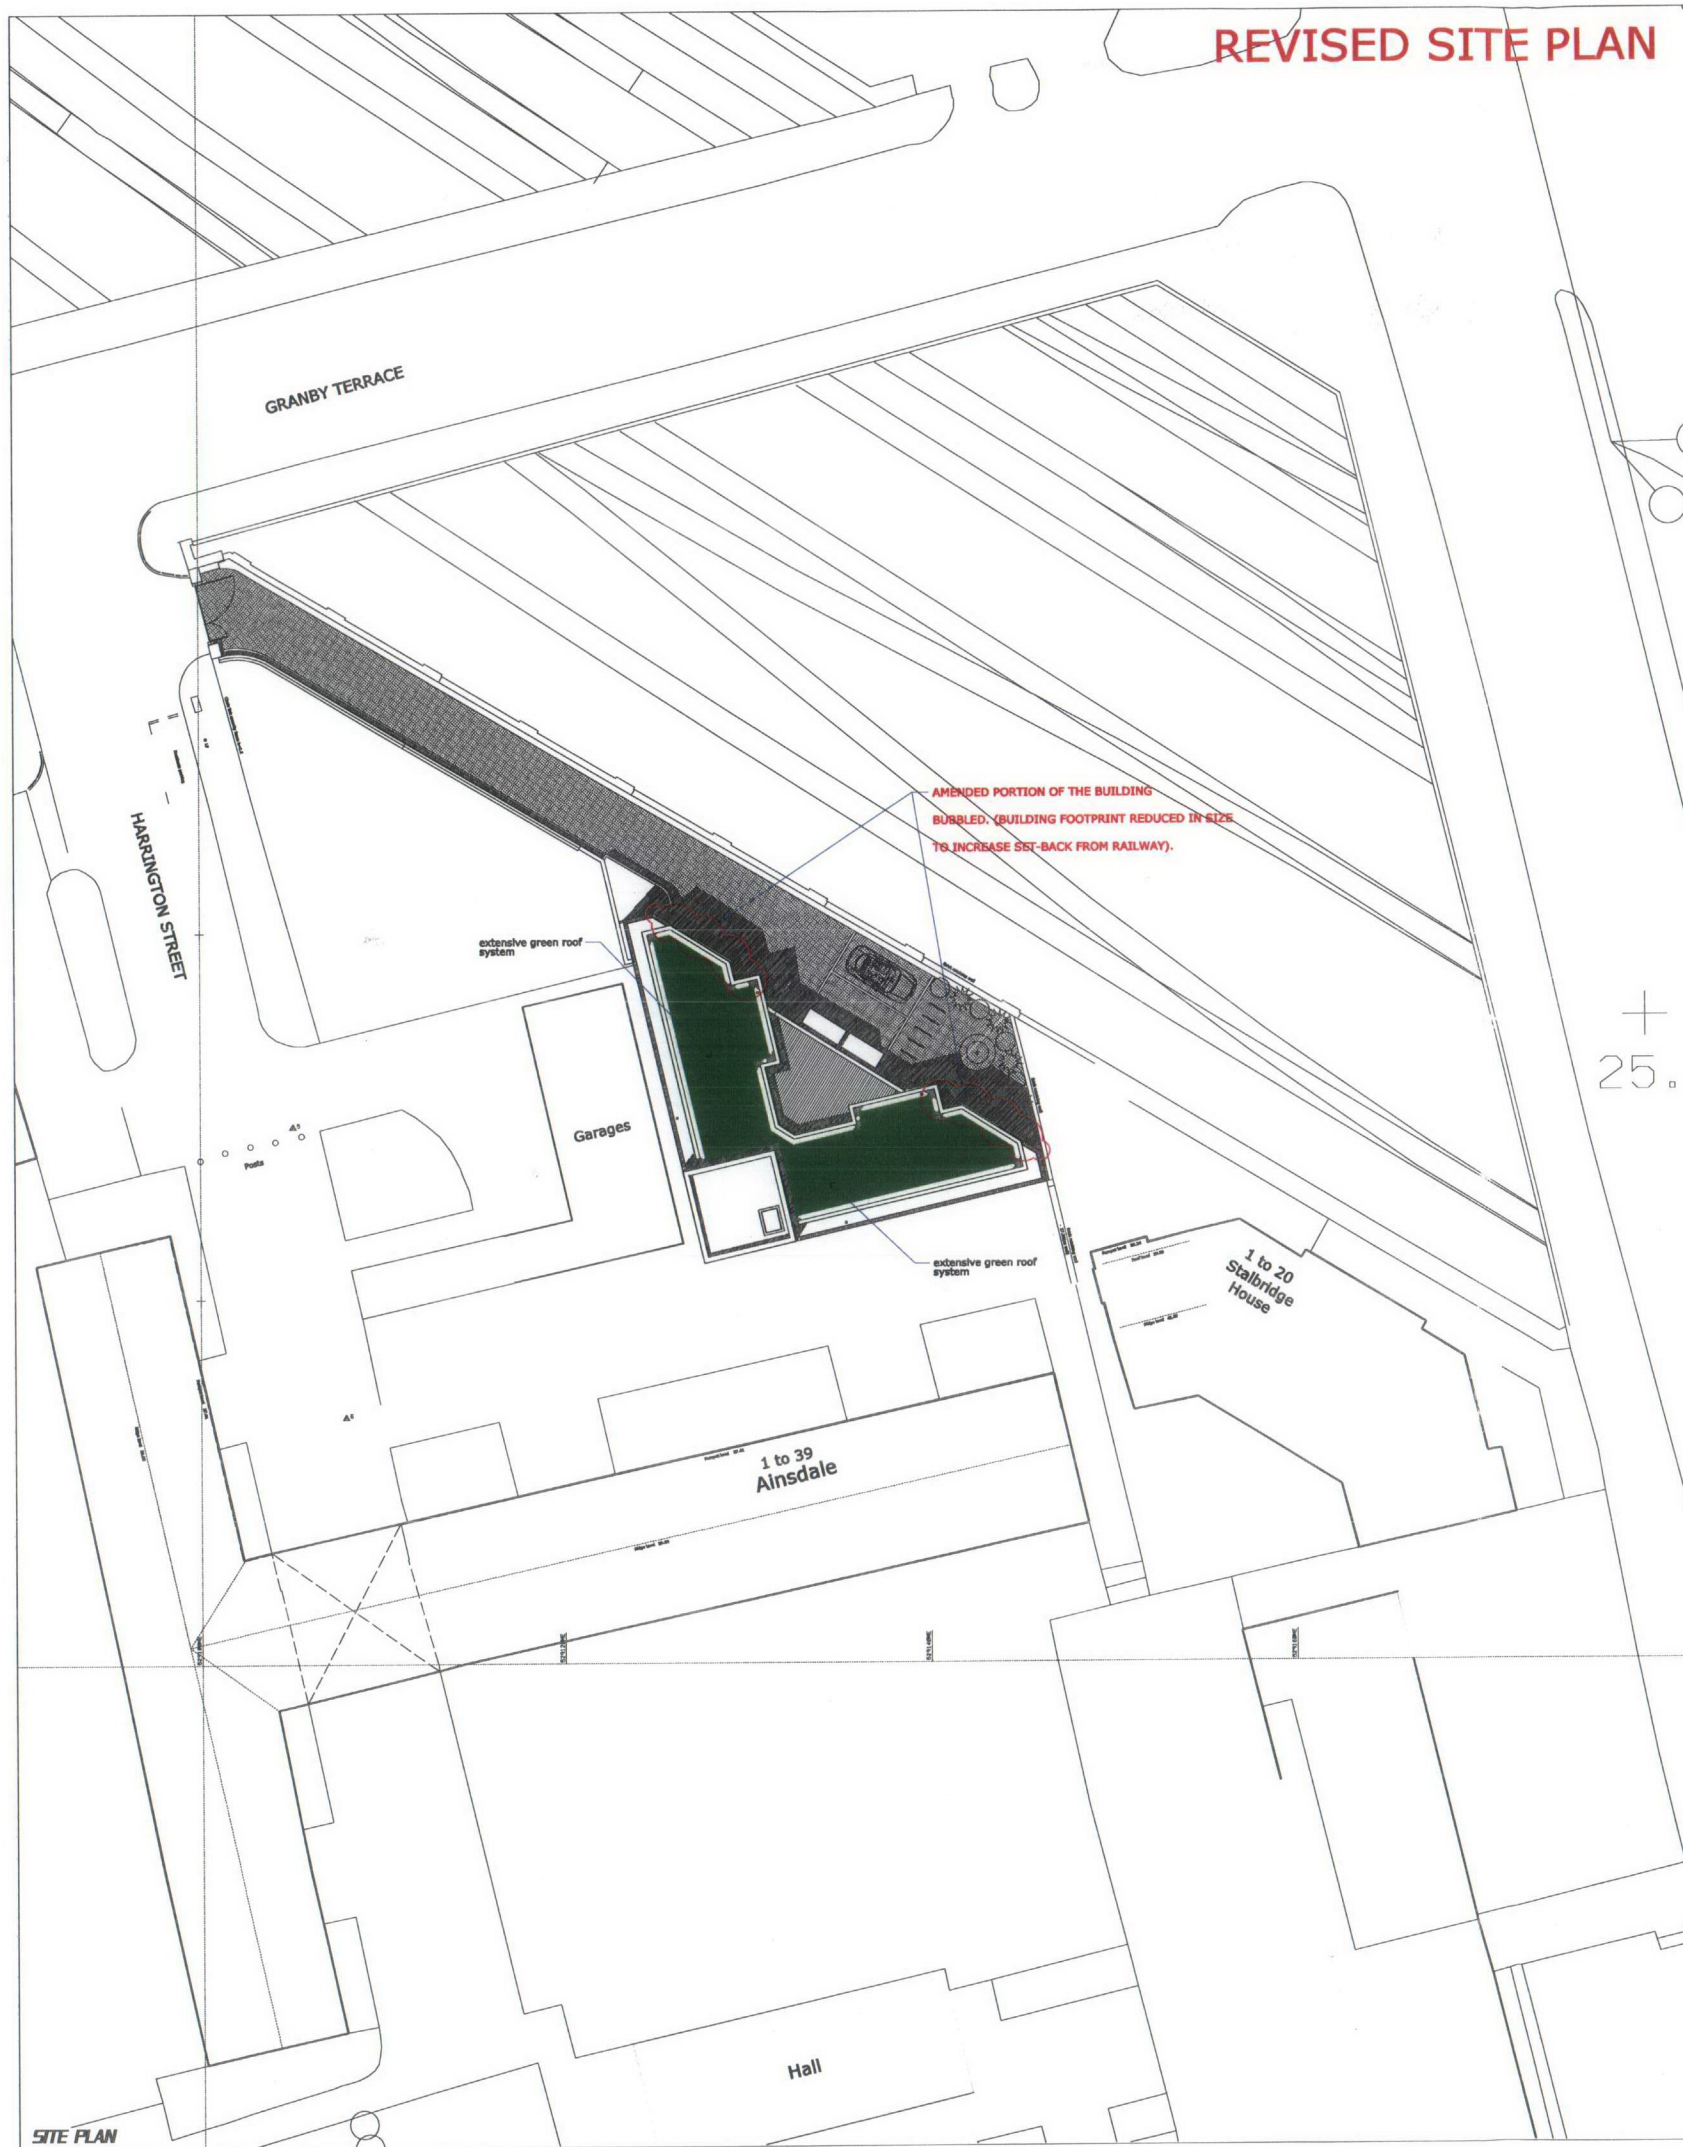 REVISED SITE PLAN
GRANBY TERRACE
AMENDED PORTION OF THE BUILDING
BUBBLED. (BUILDING FOOTPRINT REDUCED IN SIZE
TO INCREASE SET-BACK FROM RAILWAY).
HARRINGTON STREET
extensive green roof
system
25.
Garages
Posts
extensive green roof
system
1 to 20
Stalbridge
House
1 to 39
Ainsdale
Hall
SITE PLAN